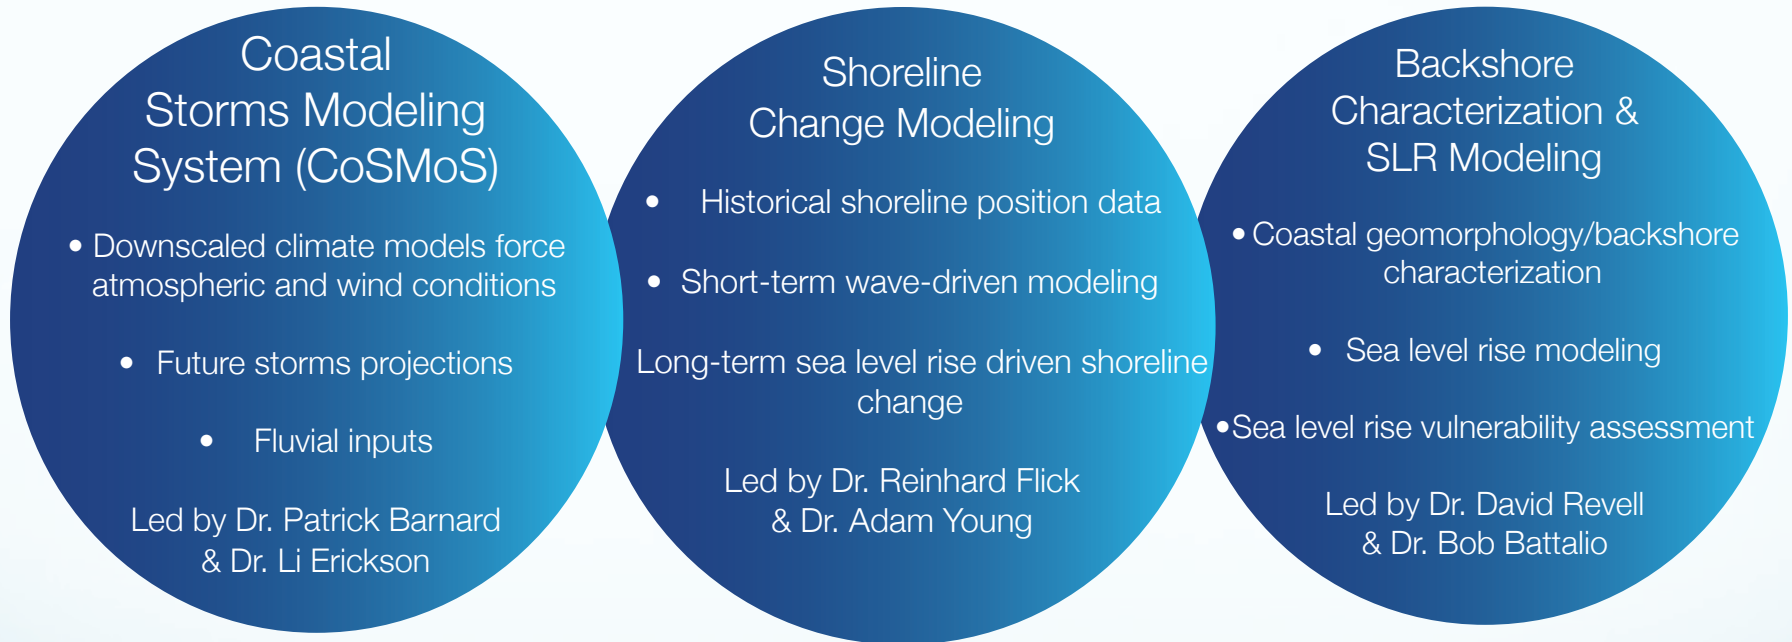 Coastal
Storms Modeling
System (CoSMoS)
• Downscaled climate models force
atmospheric and wind conditions
• Future storms projections
• Fluvial inputs
Led by Dr. Patrick Barnard
& Dr. Li Erickson
Shoreline
Change Modeling
• Historical shoreline position data
• Short-term wave-driven modeling
Long-term sea level rise driven shoreline
change
Led by Dr. Reinhard Flick
& Dr. Adam Young
Backshore
Characterization &
SLR Modeling
• Coastal geomorphology/backshore
characterization
• Sea level rise modeling
• Sea level rise vulnerability assessment
Led by Dr. David Revell
& Dr. Bob Battalio